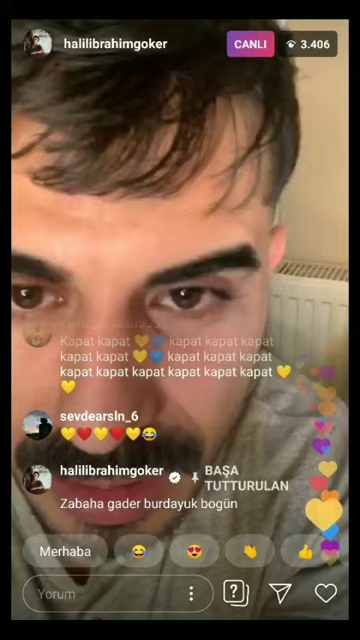 halilibrahimgoker
CANLI
3.406
Kapat kapat 💛💙 kapat kapat kapat
kapat kapat 💛💙 kapat kapat kapat
kapat kapat kapat kapat kapat kapat 💛
💛
sevdearsln_6
💛❤️💛❤️💛😂
halilibrahimgoker BAŞA
TUTTURULAN
Zabaha gader burdayuk bogün
Merhaba 😂 😍 👏 👍
Yorum